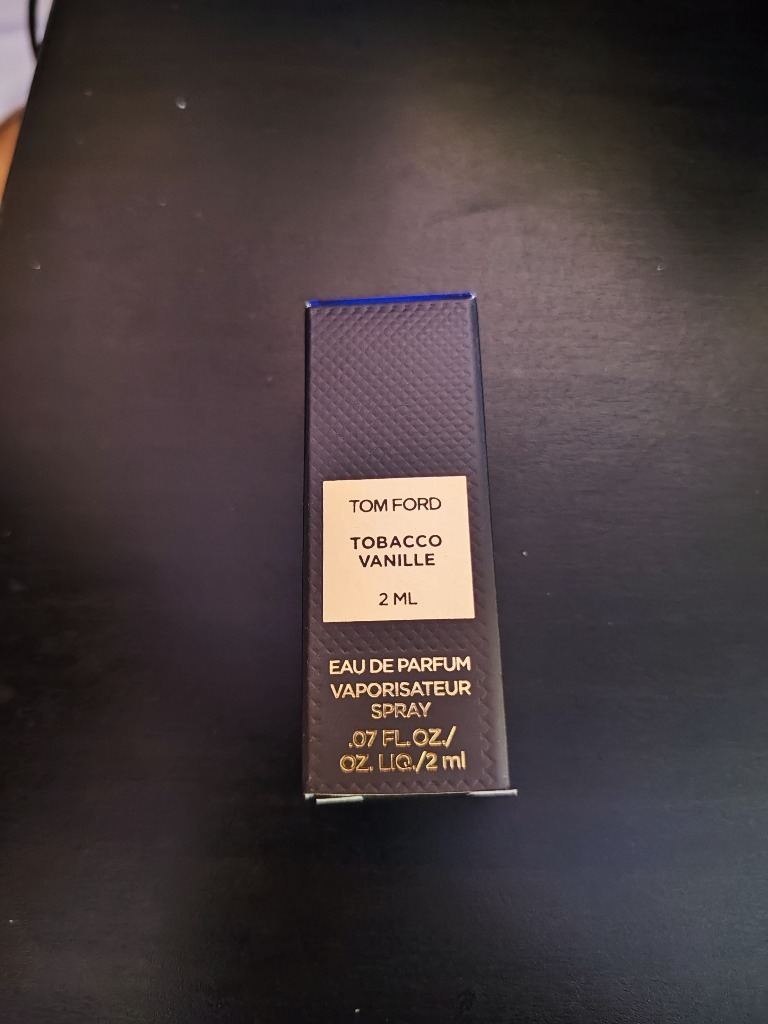 TOM FORD
TOBACCO
VANILLE
2 ML
EAU DE PARFUM
VAPORISATEUR
SPRAY
.07 FL.OZ./
OZ. LIQ./2 ml